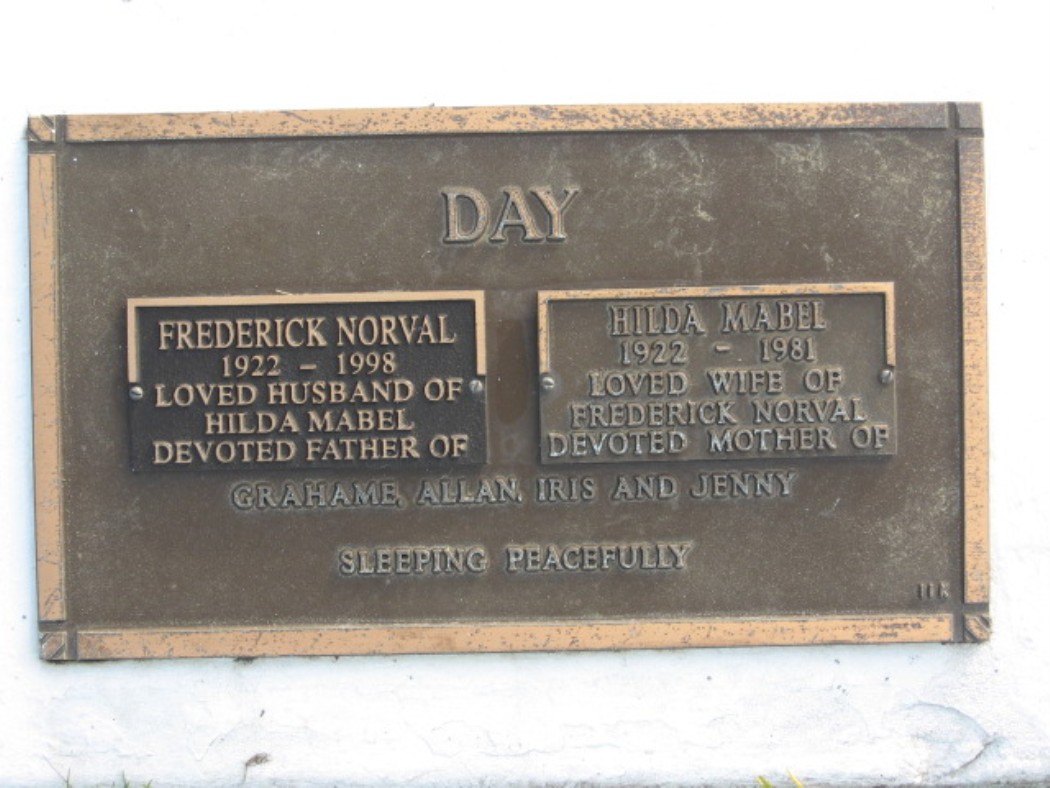 DAY
FREDERICK NORVAL
1922 – 1998
LOVED HUSBAND OF
HILDA MABEL
DEVOTED FATHER OF
HILDA MABEL
1922 - 1981
LOVED WIFE OF
FREDERICK NORVAL
DEVOTED MOTHER OF
GRAHAME, ALLAN, IRIS AND JENNY
SLEEPING PEACEFULLY
11K